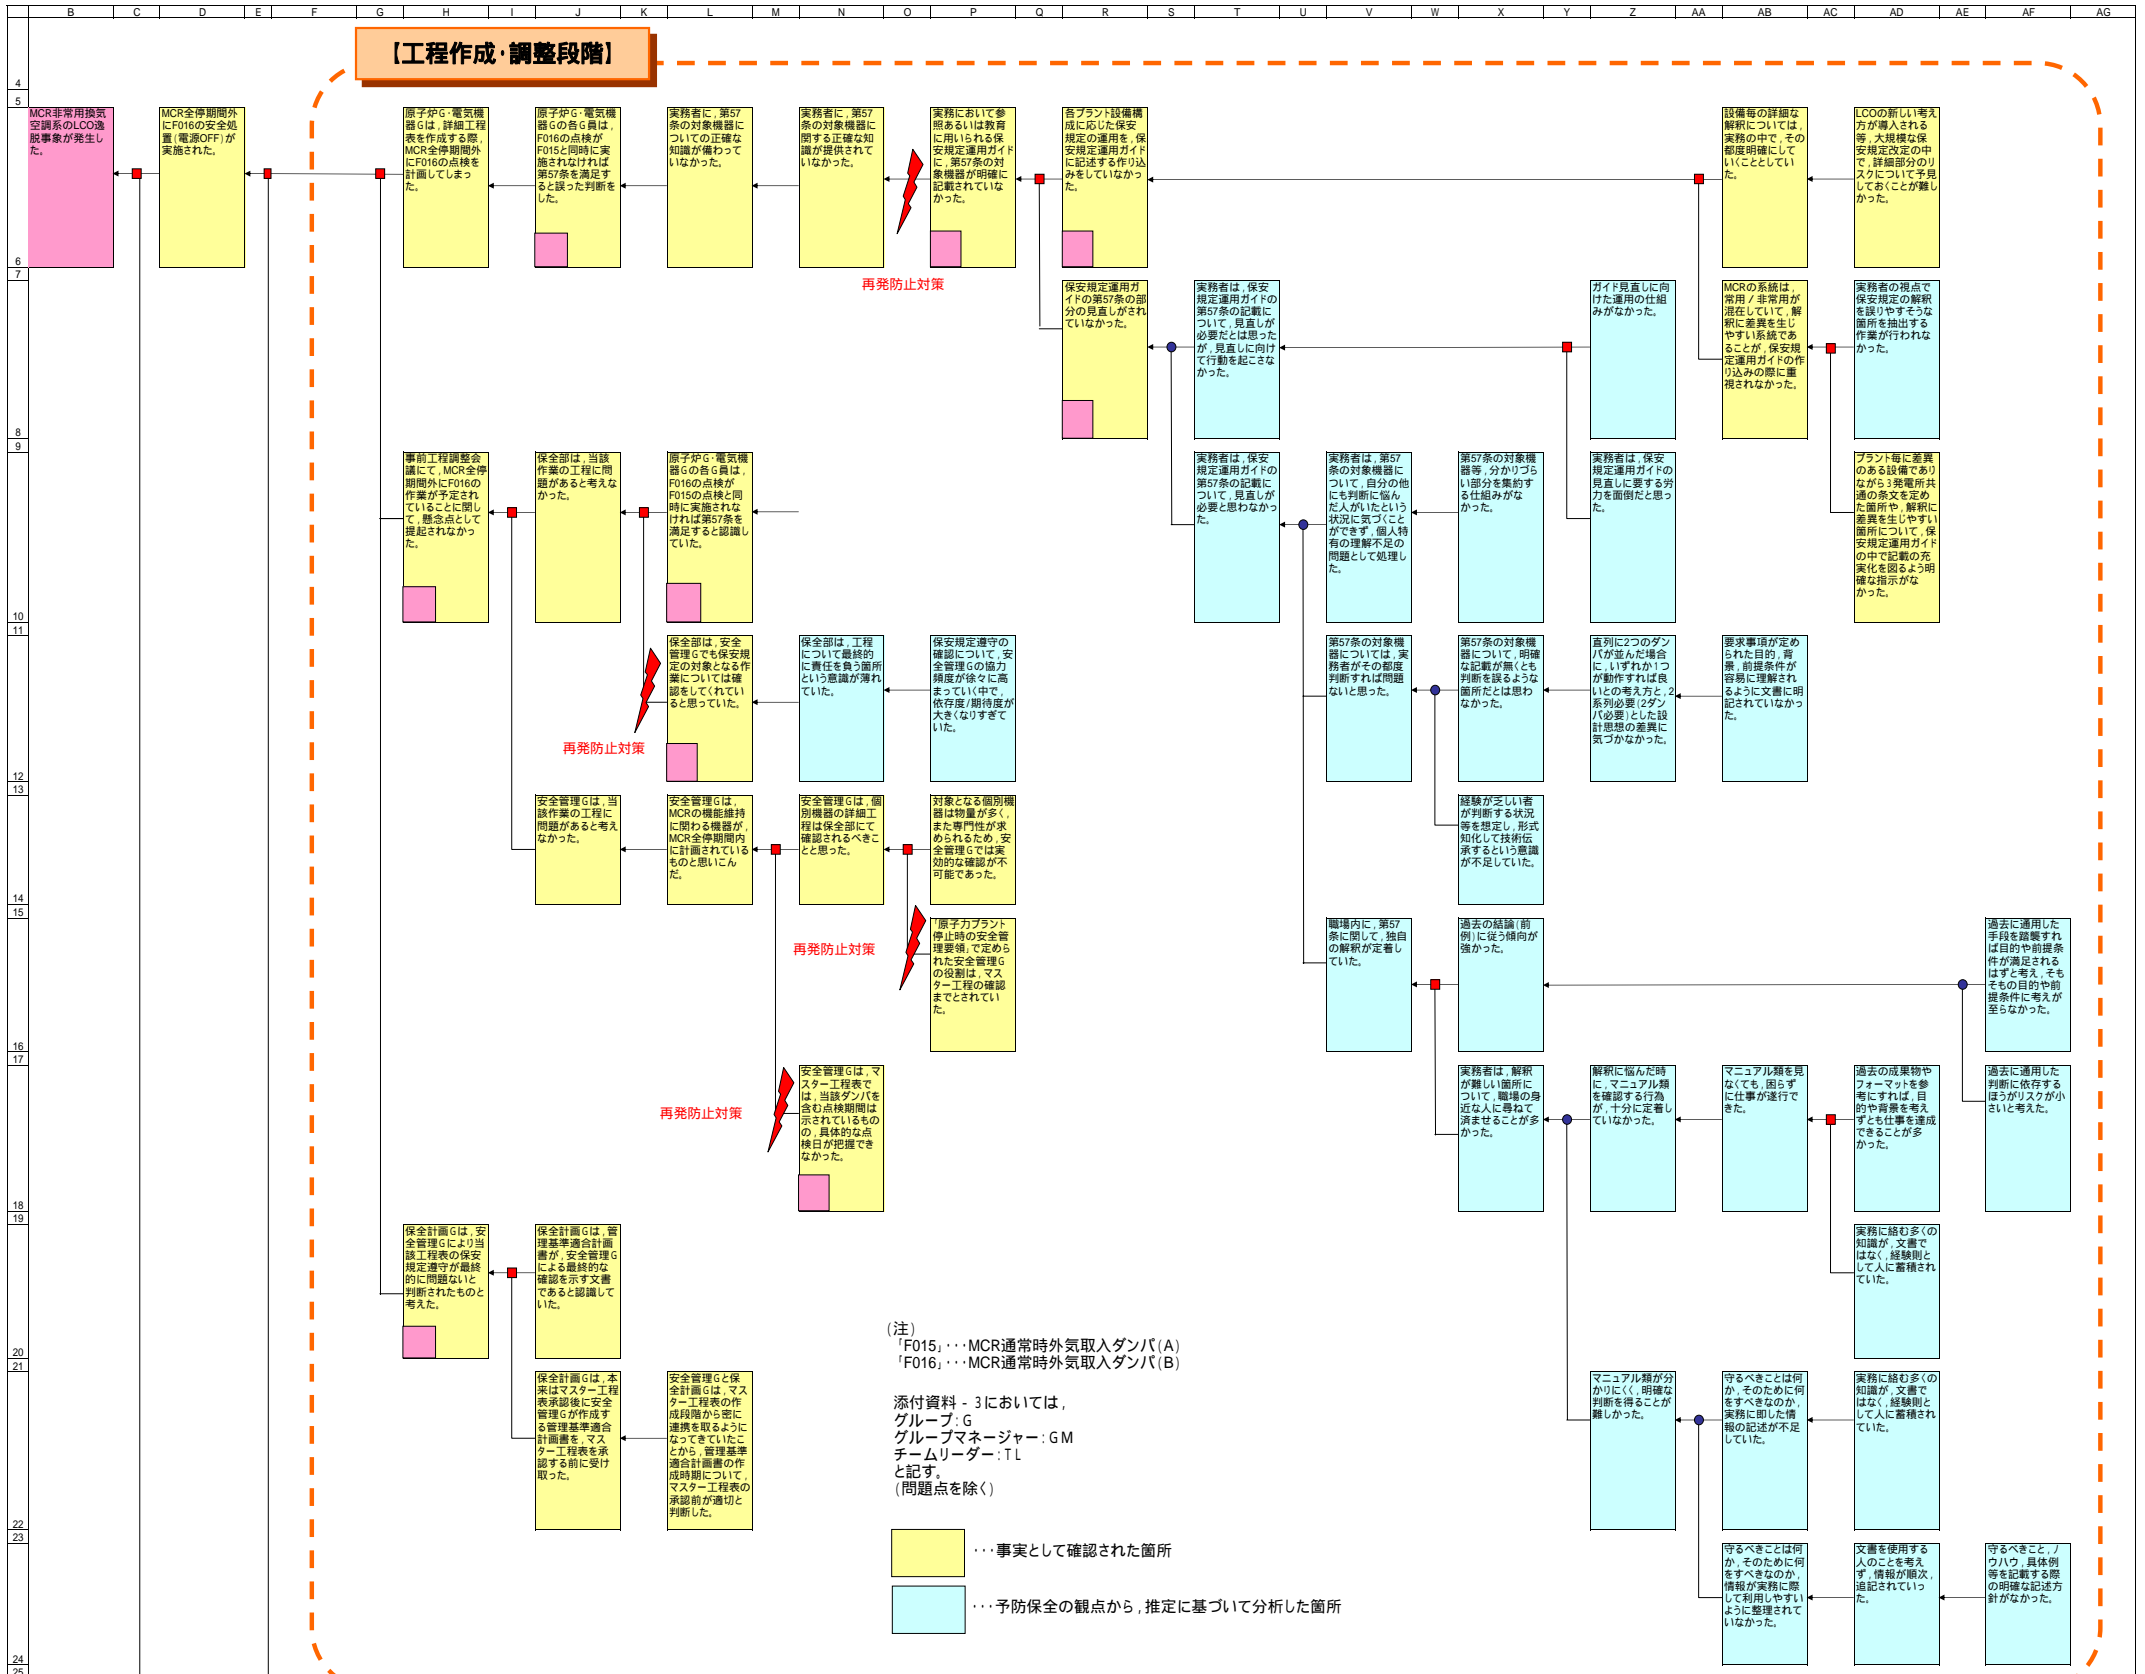 B C D E F G H I J K L M N O P Q R S T U V W X Y Z AA AB AC AD AE AF AG
【工程作成・調整段階】
4
5
MCR非常用換気
空調系のLCO逸
脱事象が発生し
た。
MCR全停期間外
にF016の安全処
置(電源OFF)が
実施された。
原子炉G・電気機
器Gは,詳細工程
表を作成する際,
MCR全停期間外
にF016の点検を
計画してしまっ
た。
原子炉G・電気機
器Gの各G員は,
F016の点検が
F015と同時に実
施されなければ
第57条を満足す
ると誤った判断を
した。
実務者に,第57
条の対象機器に
ついての正確な
知識が備わって
いなかった。
実務者に,第57
条の対象機器に
関する正確な知
識が提供されて
いなかった。
実務において参
照あるいは教育
に用いられる保
安規定運用ガイド
に,第57条の対
象機器が明確に
記載されていな
かった。
各プラント設備構
成に応じた保安
規定の運用を,保
安規定運用ガイド
に記述する作り込
みをしていなかっ
た。
設備毎の詳細な
解釈については,
実務の中で,その
都度明確にして
いくこととしてい
た。
LCOの新しい考え
方が導入される
等,大規模な保
安規定改定の中
で,詳細部分のリ
スクについて予見
しておくことが難し
かった。
6
7
再発防止対策
保安規定運用ガ
イドの第57条の部
分の見直しがされ
ていなかった。
実務者は,保安
規定運用ガイドの
第57条の記載に
ついて,見直しが
必要だとは思った
が,見直しに向け
て行動を起こさな
かった。
ガイド見直しに向
けた運用の仕組
みがなかった。
MCRの系統は,
常用/非常用が
混在していて,解
釈に差異を生じ
やすい系統であ
ることが,保安規
定運用ガイドの作
り込みの際に重
視されなかった。
実務者の視点で
保安規定の解釈
を誤りやすそうな
箇所を抽出する
作業が行われな
かった。
8
9
事前工程調整会
議にて,MCR全停
期間外にF016の
作業が予定され
ていることに関し
て,懸念点として
提起されなかっ
た。
保全部は,当該
作業の工程に問
題があると考えな
かった。
原子炉G・電気機
器Gの各G員は,
F016の点検が
F015の点検と同
時に実施されな
ければ第57条を
満足すると認識し
ていた。
実務者は,保安
規定運用ガイドの
第57条の記載に
ついて,見直しが
必要と思わなかっ
た。
実務者は,第57
条の対象機器に
ついて,自分の他
にも判断に悩ん
だ人がいたという
状況に気づくこと
ができず,個人特
有の理解不足の
問題として処理し
た。
第57条の対象機
器等,分かりづら
い部分を集約す
る仕組みがな
かった。
実務者は,保安
規定運用ガイドの
見直しに要する労
力を面倒だと思っ
た。
プラント毎に差異
のある設備であり
ながら3発電所共
通の条文を定め
た箇所や,解釈に
差異を生じやすい
箇所について,保
安規定運用ガイド
の中で記載の充
実化を図るよう明
確な指示がな
かった。
10
11
保全部は,安全
管理Gでも保安規
定の対象となる作
業については確
認をしてくれてい
ると思っていた。
保全部は,工程
について最終的
に責任を負う箇所
という意識が薄れ
ていた。
保安規定遵守の
確認について,安
全管理Gの協力
頻度が徐々に高
まっていく中で,
依存度/期待度が
大きくなりすぎて
いた。
第57条の対象機
器については,実
務者がその都度
判断すれば問題
ないと思った。
第57条の対象機
器について,明確
な記載が無くとも
判断を誤るような
箇所だとは思わ
なかった。
直列に2つのダン
パが並んだ場合
に,いずれか1つ
が動作すれば良
いとの考え方と,2
系列必要(2ダン
パ必要)とした設
計思想の差異に
気づかなかった。
要求事項が定め
られた目的,背
景,前提条件が
容易に理解され
るように文書に明
記されていなかっ
た。
再発防止対策
12
13
安全管理Gは,当
該作業の工程に
問題があると考え
なかった。
安全管理Gは,
MCRの機能維持
に関わる機器が,
MCR全停期間内
に計画されている
ものと思いこん
だ。
安全管理Gは,個
別機器の詳細工
程は保全部にて
確認されるべきこ
とと思った。
対象となる個別機
器は物量が多く,
また専門性が求
められるため,安
全管理Gでは実
効的な確認が不
可能であった。
経験が乏しい者
が判断する状況
等を想定し,形式
知化して技術伝
承するという意識
が不足していた。
14
15
再発防止対策
「原子力プラント
停止時の安全管
理要領」で定めら
れた安全管理G
の役割は,マス
ター工程の確認
までとされてい
た。
職場内に,第57
条に関して,独自
の解釈が定着し
ていた。
過去の結論(前
例)に従う傾向が
強かった。
過去に通用した
手段を踏襲すれ
ば目的や前提条
件が満足される
はずと考え,そも
そもの目的や前
提条件に考えが
至らなかった。
16
17
再発防止対策
安全管理Gは,マ
スター工程表で
は,当該ダンパを
含む点検期間は
示されているもの
の,具体的な点
検日が把握でき
なかった。
実務者は,解釈
が難しい箇所に
ついて,職場の身
近な人に尋ねて
済ませることが多
かった。
解釈に悩んだ時
に,マニュアル類
を確認する行為
が,十分に定着し
ていなかった。
マニュアル類を見
なくても,困らず
に仕事が遂行で
きた。
過去の成果物や
フォーマットを参
考にすれば,目
的や背景を考え
ずとも仕事を達成
できることが多
かった。
過去に通用した
判断に依存する
ほうがリスクが小
さいと考えた。
18
19
保全計画Gは,安
全管理Gにより当
該工程表の保安
規定遵守が最終
的に問題ないと
判断されたものと
考えた。
保全計画Gは,管
理基準適合計画
書が,安全管理G
による最終的な
確認を示す文書
であると認識して
いた。
実務に絡む多くの
知識が,文書で
はなく,経験則と
して人に蓄積され
ていた。
20
21
保全計画Gは,本
来はマスター工程
表承認後に安全
管理Gが作成す
る管理基準適合
計画書を,マス
ター工程表を承
認する前に受け
取った。
安全管理Gと保
全計画Gは,マス
ター工程表の作
成段階から密に
連携を取るように
なってきていたこ
とから,管理基準
適合計画書の作
成時期について,
マスター工程表の
承認前が適切と
判断した。
(注)
「F015」・・・MCR通常時外気取入ダンパ(A)
「F016」・・・MCR通常時外気取入ダンパ(B)
添付資料-3においては,
グループ:G
グループマネージャー:GM
チームリーダー:TL
と記す。
(問題点を除く)
マニュアル類が分
かりにくく,明確な
判断を得ることが
難しかった。
守るべきことは何
か,そのために何
をすべきなのか,
実務に即した情
報の記述が不足
していた。
実務に絡む多くの
知識が,文書で
はなく,経験則と
して人に蓄積され
ていた。
22
23
・・・事実として確認された箇所
・・・予防保全の観点から,推定に基づいて分析した箇所
守るべきことは何
か,そのために何
をすべきなのか,
情報が実務に際
して利用しやすい
ように整理されて
いなかった。
文書を使用する
人のことを考え
ず,情報が順次,
追記されていっ
た。
守るべきこと,ノ
ウハウ,具体例
等を記載する際
の明確な記述方
針がなかった。
24
25